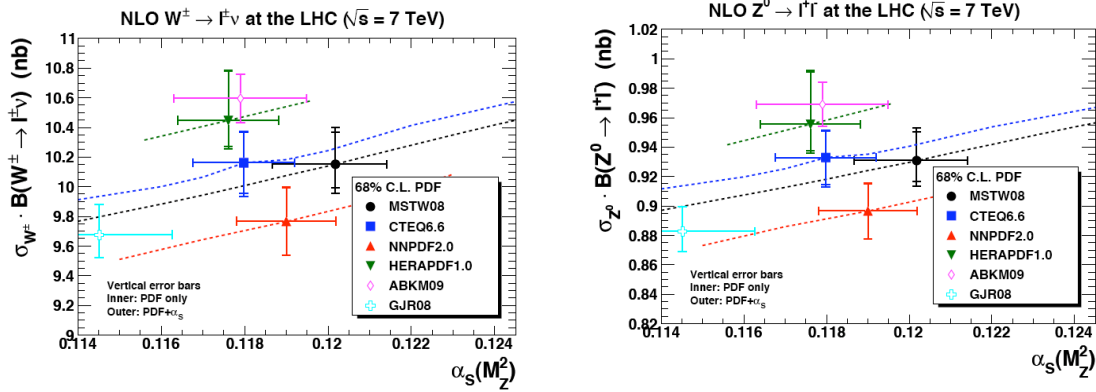 NLO W± → l±ν at the LHC (√s = 7 TeV)
σW± · B(W± → l±ν) (nb)
11
10.8
10.6
10.4
10.2
10
9.8
9.6
9.4
9.2
9
68% C.L. PDF
MSTW08
CTEQ6.6
NNPDF2.0
HERAPDF1.0
ABKM09
GJR08
Vertical error bars
Inner: PDF only
Outer: PDF+αS
0.114 0.116 0.118 0.12 0.122 0.124
αS(M²Z)
NLO Z⁰ → l⁺l⁻ at the LHC (√s = 7 TeV)
σZ⁰ · B(Z⁰ → l⁺l⁻) (nb)
1.02
1
0.98
0.96
0.94
0.92
0.9
0.88
0.86
0.84
0.82
68% C.L. PDF
MSTW08
CTEQ6.6
NNPDF2.0
HERAPDF1.0
ABKM09
GJR08
Vertical error bars
Inner: PDF only
Outer: PDF+αS
0.114 0.116 0.118 0.12 0.122 0.124
αS(M²Z)